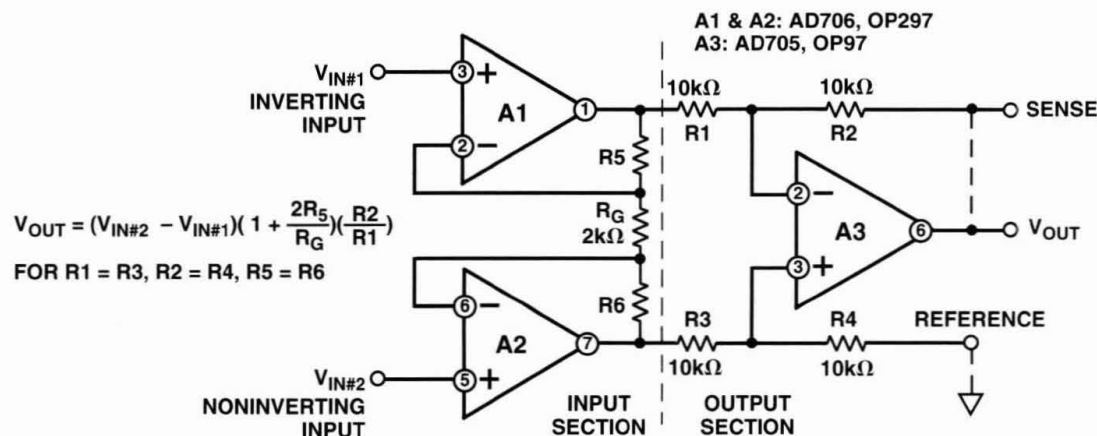 A1 & A2: AD706, OP297
A3: AD705, OP97
V_IN#1
INVERTING
INPUT
3
+
A1
1
2
−
10kΩ
R1
10kΩ
R2
SENSE
R5
R_G
2kΩ
R6
V_OUT = (V_IN#2 − V_IN#1)( 1 + 2R_5/R_G)(R2/R1)
FOR R1 = R3, R2 = R4, R5 = R6
2
−
A3
6
V_OUT
3
+
6
−
A2
7
5
+
V_IN#2
NONINVERTING
INPUT
R3
10kΩ
R4
10kΩ
REFERENCE
INPUT
SECTION
OUTPUT
SECTION